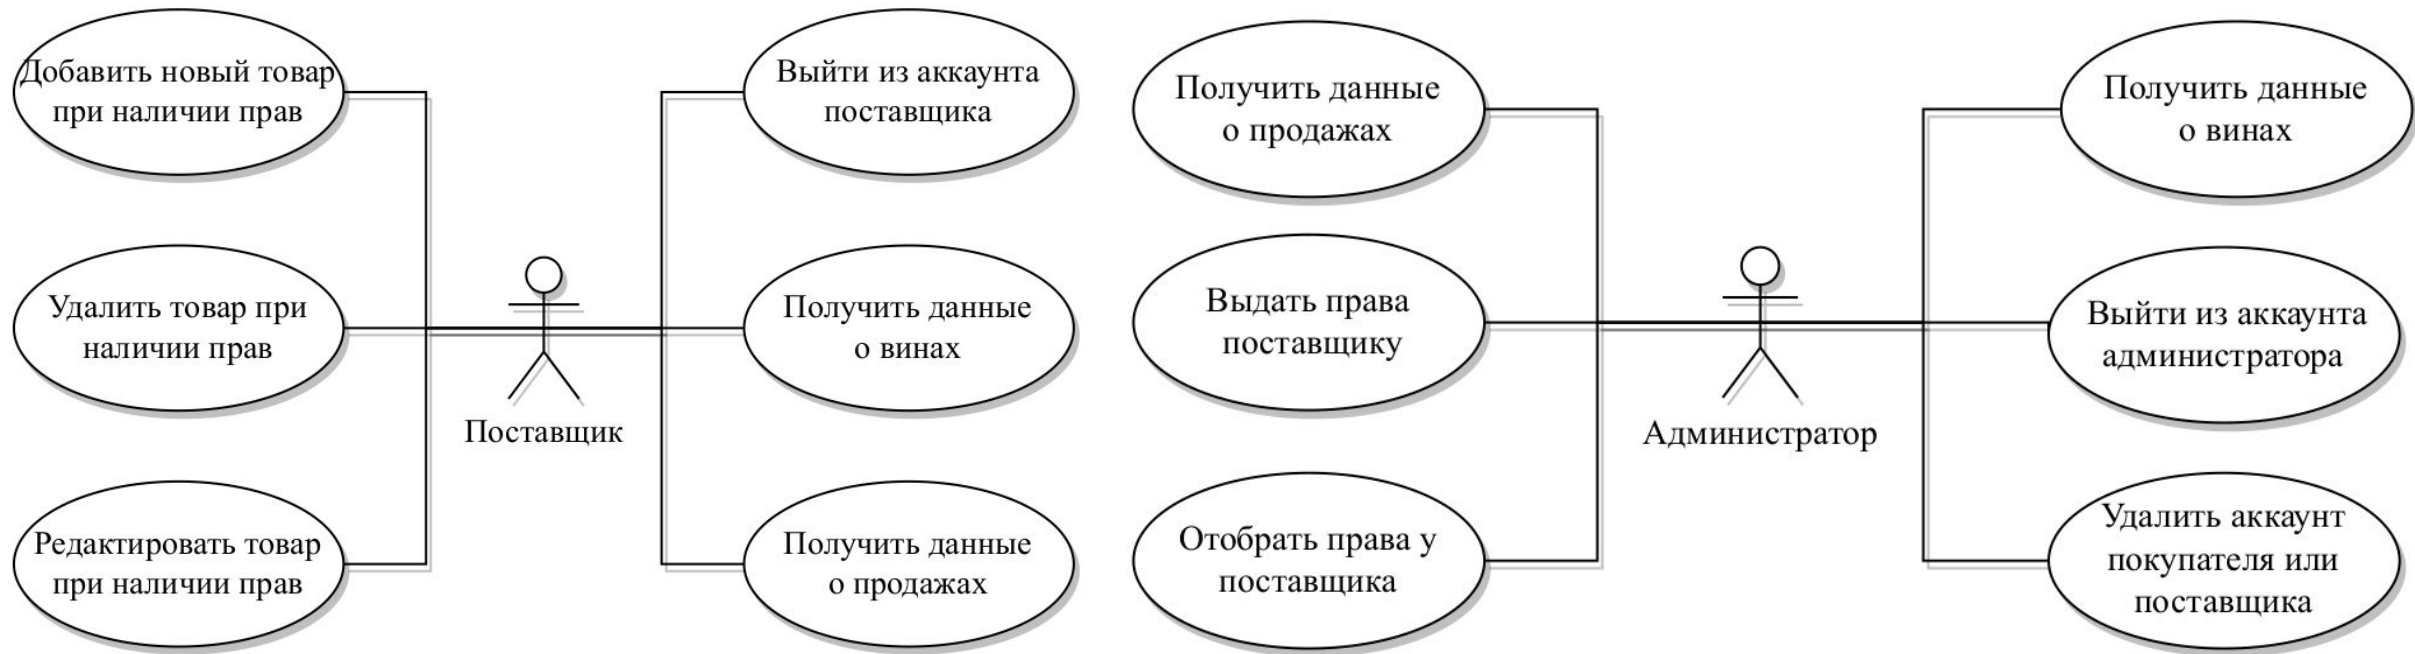 Добавить новый товар
при наличии прав
Удалить товар при
наличии прав
Редактировать товар
при наличии прав
Поставщик
Выйти из аккаунта
поставщика
Получить данные
о винах
Получить данные
о продажах
Получить данные
о продажах
Выдать права
поставщику
Отобрать права у
поставщика
Администратор
Получить данные
о винах
Выйти из аккаунта
администратора
Удалить аккаунт
покупателя или
поставщика